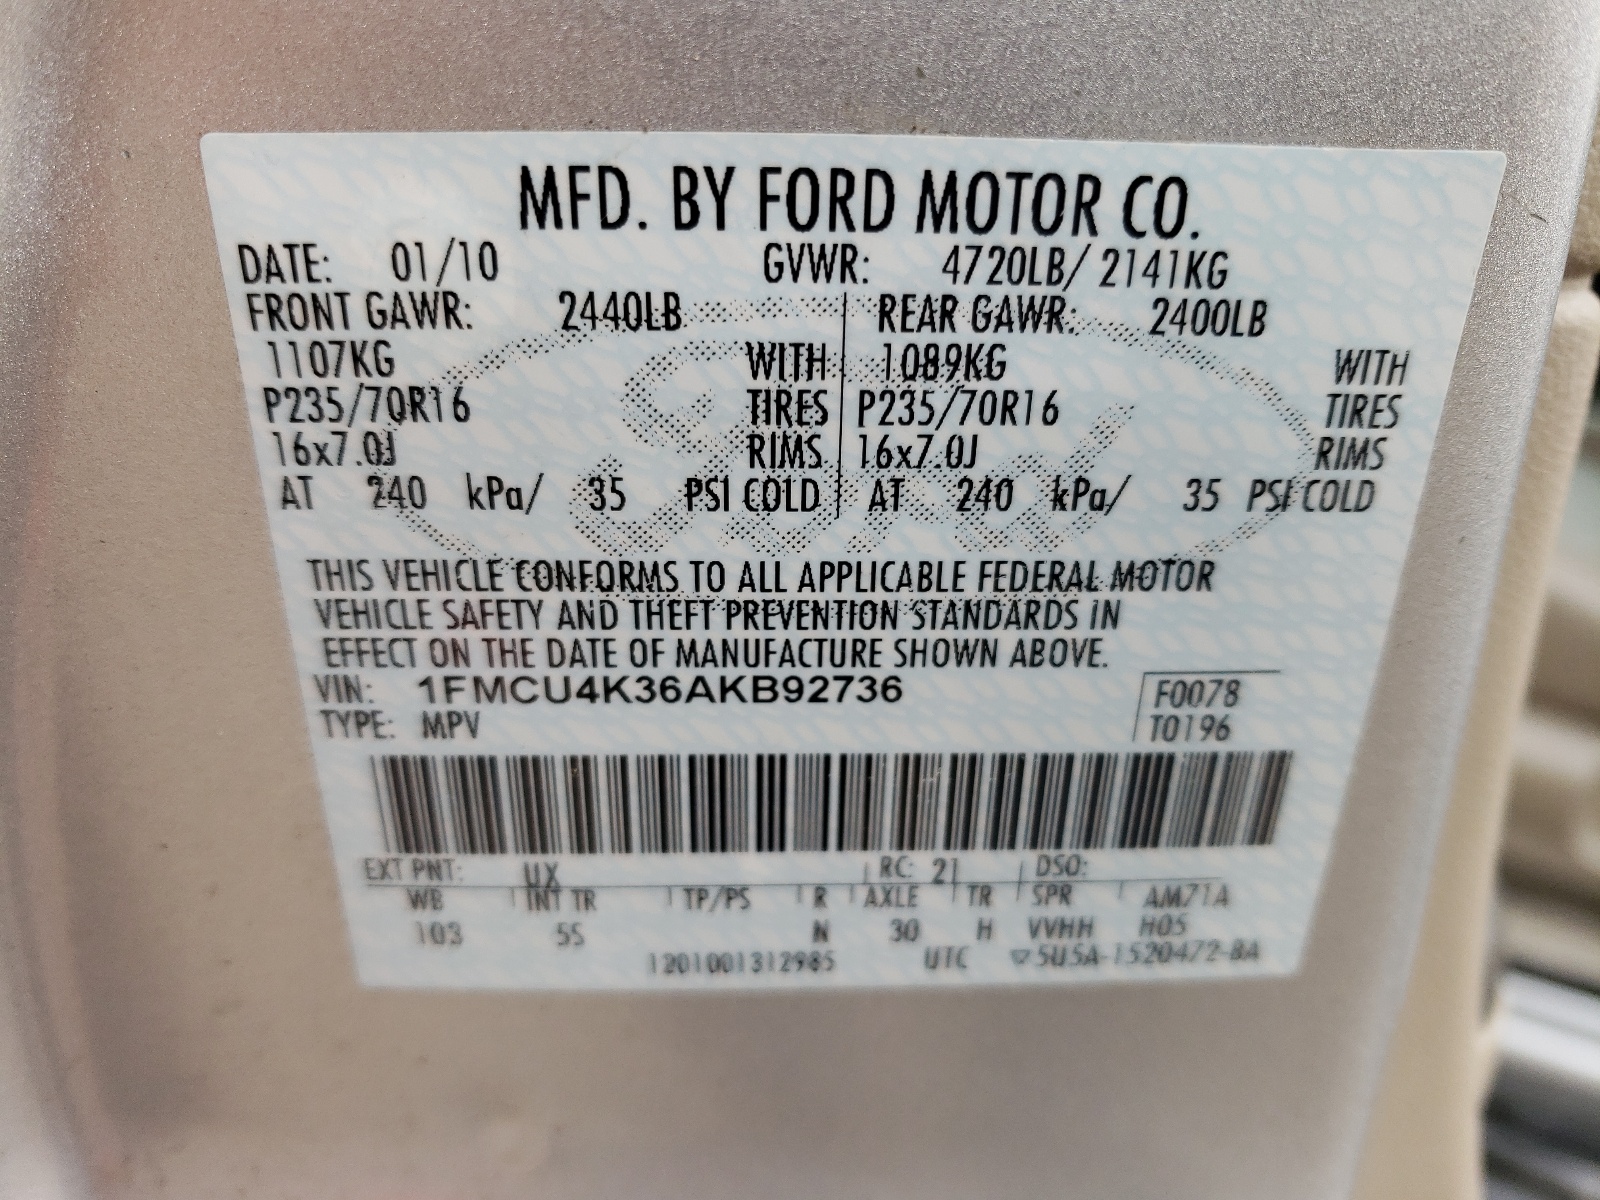 MFD. BY FORD MOTOR CO.
DATE: 01/10 GVWR: 4720LB/ 2141KG
FRONT GAWR: 2440LB REAR GAWR: 2400LB
1107KG WITH 1089KG WITH
P235/70R16 TIRES P235/70R16 TIRES
16x7.0J RIMS 16x7.0J RIMS
AT 240 kPa/ 35 PSI COLD AT 240 kPa/ 35 PSI COLD
Ford
THIS VEHICLE CONFORMS TO ALL APPLICABLE FEDERAL MOTOR
VEHICLE SAFETY AND THEFT PREVENTION STANDARDS IN
EFFECT ON THE DATE OF MANUFACTURE SHOWN ABOVE.
VIN: 1FMCU4K36AKB92736 F0078
TYPE: MPV T0196
EXT PNT: UX RC: 21 DSO:
WB INT TR TP/PS R AXLE TR SPR AM71A
103 5S N 30 H VVHH H05
1201001312985 UTC ▽5U5A-1520472-BA